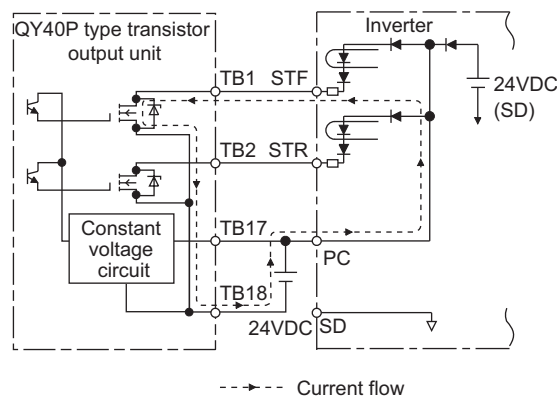 QY40P type transistor
output unit
Inverter
TB1 STF
24VDC
(SD)
TB2 STR
Constant
voltage
circuit
TB17
PC
TB18
24VDC SD
Current flow